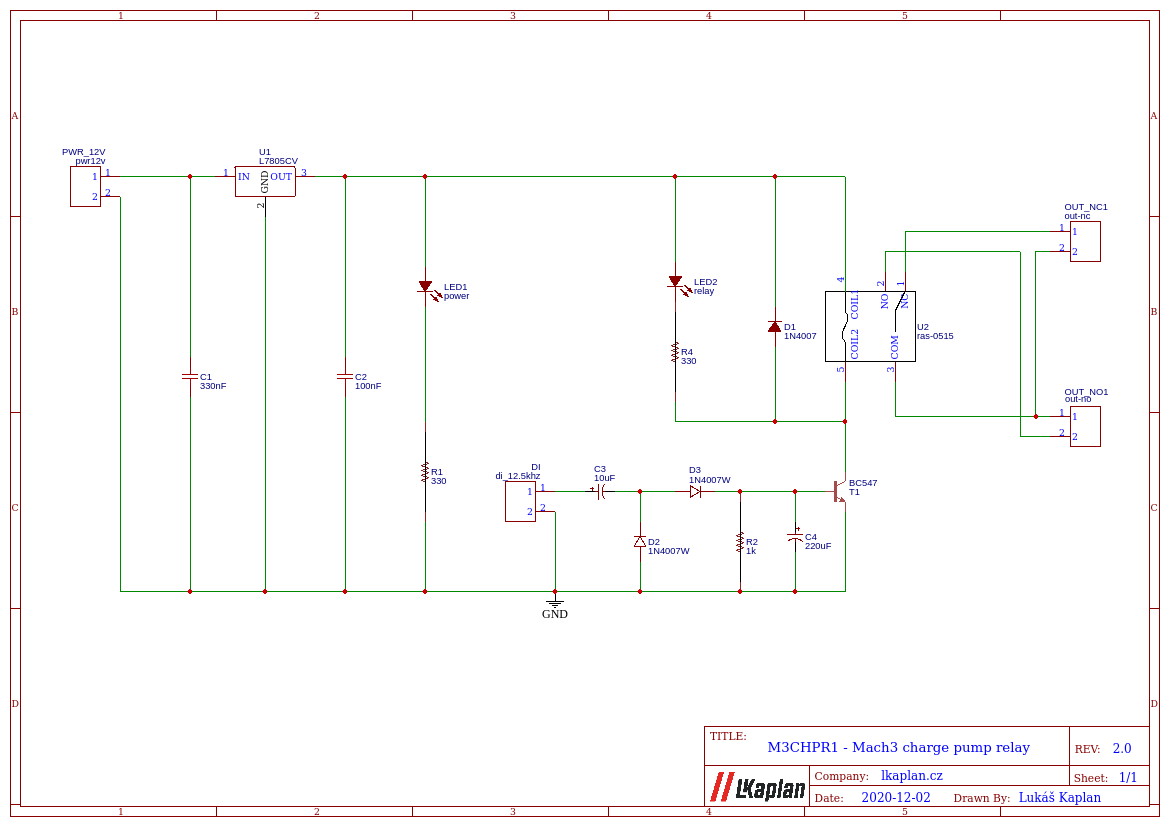 1 2 3 4 5
A A
B B
C C
D D
PWR_12V
pwr12v
1 1
2 2
U1
L7805CV
1 IN GND OUT 3
2
C1
330nF
C2
100nF
LED1
power
R1
330
LED2
relay
R4
330
D1
1N4007
4 2 1
COIL1 NO NC
COIL2 COM
5 3
U2
ras-0515
OUT_NC1
out-nc
1 1
2 2
OUT_NO1
out-no
1 1
2 2
DI
di_12.5khz
1 1
2 2
C3
10uF
+
D3
1N4007W
D2
1N4007W
R2
1k
+
C4
220uF
BC547
T1
GND
TITLE:
M3CHPR1 - Mach3 charge pump relay
REV: 2.0
LKaplan
Company: lkaplan.cz
Sheet: 1/1
Date: 2020-12-02 Drawn By: Lukáš Kaplan
1 2 3 4 5